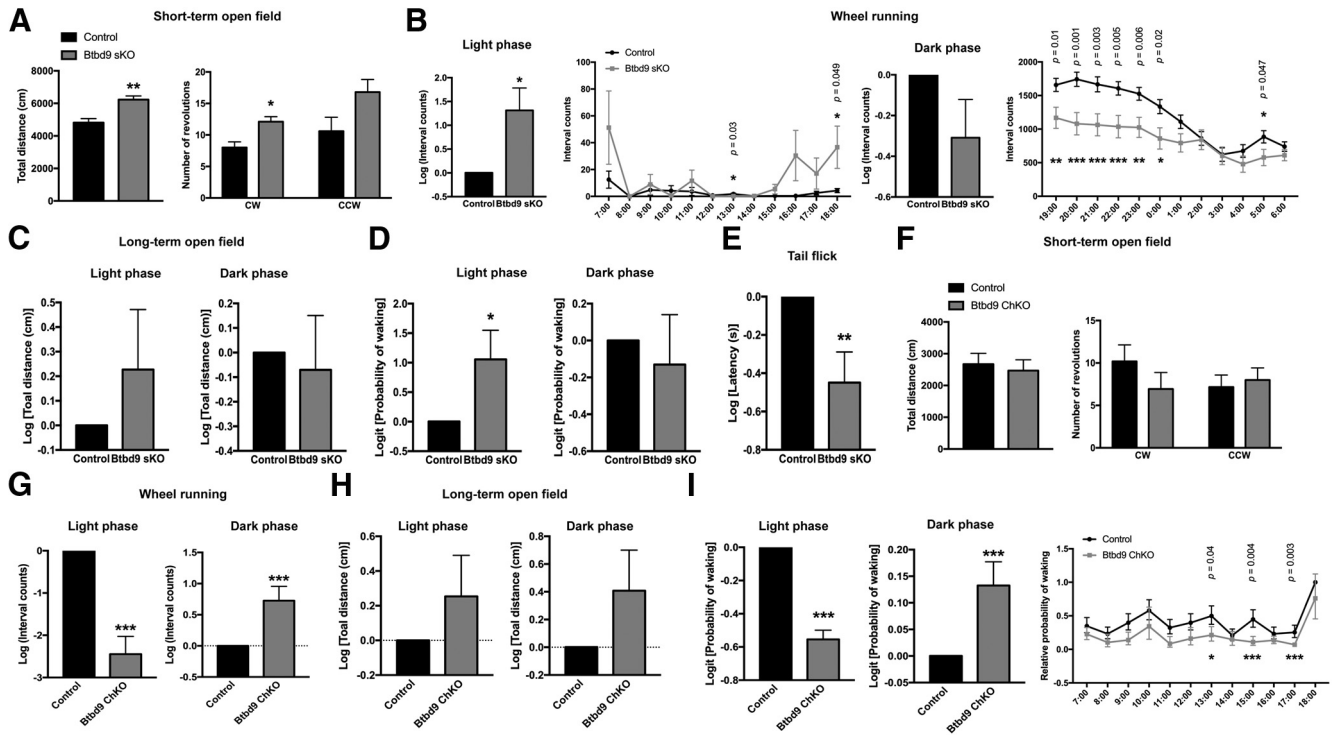 A
Short-term open field
Control
Btbd9 sKO
Total distance (cm)
8000
6000
4000
2000
0
**
Number of revolutions
20
15
10
5
0
*
CW
CCW
B
Wheel running
Light phase
Log (Interval counts)
2.0
1.5
1.0
0.5
0.0
-0.5
*
Control Btbd9 sKO
Control
Btbd9 sKO
Interval counts
100
80
60
40
20
0
p = 0.03
*
p = 0.049
*
7:00 8:00 9:00 10:00 11:00 12:00 13:00 14:00 15:00 16:00 17:00 18:00
Dark phase
Log (Interval counts)
0.0
-0.2
-0.4
-0.6
Control Btbd9 sKO
Interval counts
2000
1500
1000
500
0
p = 0.01
p = 0.001
p = 0.003
p = 0.005
p = 0.006
p = 0.02
p = 0.047
*
** *** *** *** ** *
19:00 20:00 21:00 22:00 23:00 0:00 1:00 2:00 3:00 4:00 5:00 6:00
C
Long-term open field
Light phase
Log [Toal distance (cm)]
0.5
0.4
0.3
0.2
0.1
0.0
-0.1
Control Btbd9 sKO
Dark phase
Log [Toal distance (cm)]
0.2
0.1
0.0
-0.1
-0.2
-0.3
-0.4
Control Btbd9 sKO
D
Light phase
Logit [Probability of waking]
2.0
1.5
1.0
0.5
0.0
-0.5
*
Control Btbd9 sKO
Dark phase
Logit [Probability of waking]
0.2
0.0
-0.2
-0.4
-0.6
Control Btbd9 sKO
E
Tail flick
Log [Latency (s)]
0.0
-0.2
-0.4
-0.6
-0.8
**
Control Btbd9 sKO
F
Short-term open field
Control
Btbd9 ChKO
Total distance (cm)
4000
3000
2000
1000
0
Number of revolutions
15
10
5
0
CW
CCW
G
Wheel running
Light phase
Log (Interval counts)
0
-1
-2
-3
***
Control
Btbd9 ChKO
Dark phase
Log (Interval counts)
1.5
1.0
0.5
0.0
-0.5
***
Control
Btbd9 ChKO
H
Long-term open field
Light phase
Log [Toal distance (cm)]
0.6
0.4
0.2
0.0
-0.2
Control
Btbd9 ChKO
Dark phase
Log [Toal distance (cm)]
0.8
0.6
0.4
0.2
0.0
-0.2
Control
Btbd9 ChKO
I
Light phase
Logit [Probability of waking]
0.0
-0.2
-0.4
-0.6
-0.8
***
Control
Btbd9 ChKO
Dark phase
Logit [Probability of waking]
0.20
0.15
0.10
0.05
0.00
-0.05
***
Control
Btbd9 ChKO
Control
Btbd9 ChKO
Relative probability of waking
1.5
1.0
0.5
0.0
-0.5
p = 0.04
p = 0.004
p = 0.003
* *** ***
7:00 8:00 9:00 10:00 11:00 12:00 13:00 14:00 15:00 16:00 17:00 18:00